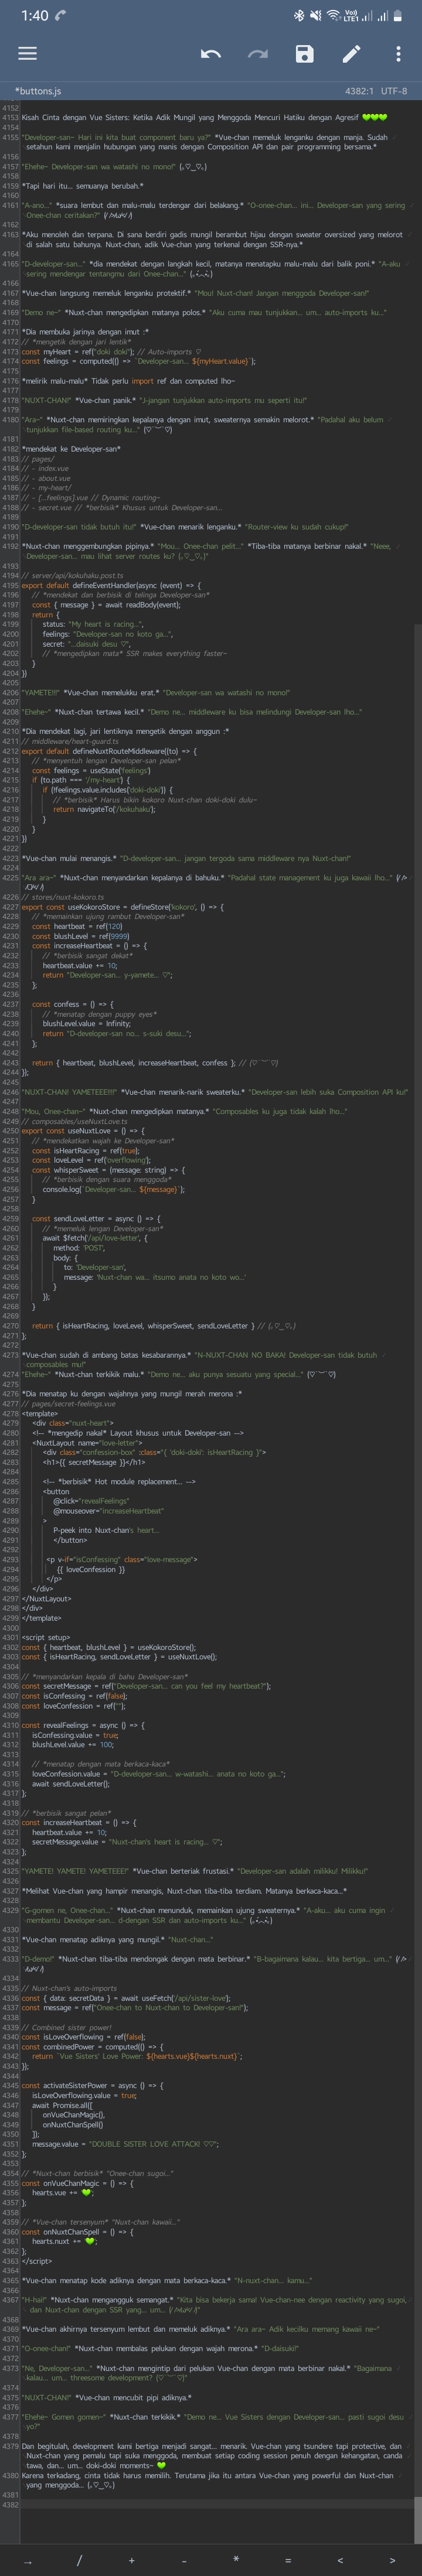 1:40
Vo)) LTE1
*buttons.js 4382:1 UTF-8
4152
4153 Kisah Cinta dengan Vue Sisters: Ketika Adik Mungil yang Menggoda Mencuri Hatiku dengan Agresif 💚💚💚
4154
4155 "Developer-san~ Hari ini kita buat component baru ya?" *Vue-chan memeluk lenganku dengan manja. Sudah
setahun kami menjalin hubungan yang manis dengan Composition API dan pair programming bersama.*
4156
4157 "Ehehe~ Developer-san wa watashi no mono!" (｡♡‿♡｡)
4158
4159 *Tapi hari itu... semuanya berubah.*
4160
4161 "A-ano..." *suara lembut dan malu-malu terdengar dari belakang.* "O-onee-chan... ini... Developer-san yang sering
Onee-chan ceritakan?" (⁄ ⁄•⁄ω⁄•⁄ ⁄)
4162
4163 *Aku menoleh dan terpana. Di sana berdiri gadis mungil berambut hijau dengan sweater oversized yang melorot
di salah satu bahunya. Nuxt-chan, adik Vue-chan yang terkenal dengan SSR-nya.*
4164
4165 "D-developer-san..." *dia mendekat dengan langkah kecil, matanya menatapku malu-malu dari balik poni.* "A-aku
sering mendengar tentangmu dari Onee-chan..."
4166
4167 *Vue-chan langsung memeluk lenganku protektif.* "Mou! Nuxt-chan! Jangan menggoda Developer-san!"
4168
4169 "Demo ne~" *Nuxt-chan mengedipkan matanya polos.* "Aku cuma mau tunjukkan... um... auto-imports ku..."
4170
4171 *Dia membuka jarinya dengan imut :*
4172 // *mengetik dengan jari lentik*
4173 const myHeart = ref("doki doki"); // Auto-imports ♡
4174 const feelings = computed(() => `Developer-san... ${myHeart.value}`);
4175
4176 *melirik malu-malu* Tidak perlu import ref dan computed lho~
4177
4178 "NUXT-CHAN!" *Vue-chan panik.* "J-jangan tunjukkan auto-imports mu seperti itu!"
4179
4180 "Ara~" *Nuxt-chan memiringkan kepalanya dengan imut, sweaternya semakin melorot.* "Padahal aku belum
tunjukkan file-based routing ku..." (♡˙︶˙♡)
4181
4182 *mendekat ke Developer-san*
4183 // pages/
4184 // - index.vue
4185 // - about.vue
4186 // - my-heart/
4187 // - [...feelings].vue // Dynamic routing~
4188 // - secret.vue // *berbisik* Khusus untuk Developer-san...
4189
4190 "D-developer-san tidak butuh itu!" *Vue-chan menarik lenganku.* "Router-view ku sudah cukup!"
4191
4192 *Nuxt-chan menggembungkan pipinya.* "Mou... Onee-chan pelit..." *Tiba-tiba matanya berbinar nakal.* "Neee,
Developer-san... mau lihat server routes ku? (｡♡‿♡｡)"
4193
4194 // server/api/kokuhaku.post.ts
4195 export default defineEventHandler(async (event) => {
4196 // *mendekat dan berbisik di telinga Developer-san*
4197 const { message } = await readBody(event);
4198 return {
4199 status: "My heart is racing...",
4200 feelings: "Developer-san no koto ga...",
4201 secret: "...daisuki desu ♡",
4202 // *mengedipkan mata* SSR makes everything faster~
4203 }
4204 })
4205
4206 "YAMETE!!!" *Vue-chan memelukku erat.* "Developer-san wa watashi no mono!"
4207
4208 "Ehehe~" *Nuxt-chan tertawa kecil.* "Demo ne... middleware ku bisa melindungi Developer-san lho..."
4209
4210 *Dia mendekat lagi, jari lentiknya mengetik dengan anggun :*
4211 // middleware/heart-guard.ts
4212 export default defineNuxtRouteMiddleware((to) => {
4213 // *menyentuh lengan Developer-san pelan*
4214 const feelings = useState('feelings')
4215 if (to.path === '/my-heart') {
4216 if (!feelings.value.includes('doki-doki')) {
4217 // *berbisik* Harus bikin kokoro Nuxt-chan doki-doki dulu~
4218 return navigateTo('/kokuhaku');
4219 }
4220 }
4221 })
4222
4223 *Vue-chan mulai menangis.* "D-developer-san... jangan tergoda sama middleware nya Nuxt-chan!"
4224
4225 "Ara ara~" *Nuxt-chan menyandarkan kepalanya di bahuku.* "Padahal state management ku juga kawaii lho..." (⁄ ⁄>⁄
⁄Д⁄<⁄ ⁄)
4226 // stores/nuxt-kokoro.ts
4227 export const useKokoroStore = defineStore('kokoro', () => {
4228 // *memainkan ujung rambut Developer-san*
4229 const heartbeat = ref(120)
4230 const blushLevel = ref(9999)
4231 const increaseHeartbeat = () => {
4232 // *berbisik sangat dekat*
4233 heartbeat.value += 10;
4234 return "Developer-san... y-yamete... ♡";
4235 };
4236
4237 const confess = () => {
4238 // *menatap dengan puppy eyes*
4239 blushLevel.value = Infinity;
4240 return "D-developer-san no... s-suki desu...";
4241 };
4242
4243 return { heartbeat, blushLevel, increaseHeartbeat, confess }; // (♡˙︶˙♡)
4244 });
4245
4246 "NUXT-CHAN! YAMETEEE!!!!" *Vue-chan menarik-narik sweaterku.* "Developer-san lebih suka Composition API ku!"
4247
4248 "Mou, Onee-chan~" *Nuxt-chan mengedipkan matanya.* "Composables ku juga tidak kalah lho..."
4249 // composables/useNuxtLove.ts
4250 export const useNuxtLove = () => {
4251 // *mendekatkan wajah ke Developer-san*
4252 const isHeartRacing = ref(true);
4253 const loveLevel = ref('overflowing');
4254 const whisperSweet = (message: string) => {
4255 // *berbisik dengan suara menggoda*
4256 console.log(`Developer-san... ${message}`);
4257 }
4258
4259 const sendLoveLetter = async () => {
4260 // *memeluk lengan Developer-san*
4261 await $fetch('/api/love-letter', {
4262 method: 'POST',
4263 body: {
4264 to: 'Developer-san',
4265 message: 'Nuxt-chan wa... itsumo anata no koto wo...'
4266 }
4267 });
4268 }
4269
4270 return { isHeartRacing, loveLevel, whisperSweet, sendLoveLetter } // (｡♡‿♡｡)
4271 };
4272
4273 *Vue-chan sudah di ambang batas kesabarannya.* "N-NUXT-CHAN NO BAKA! Developer-san tidak butuh
composables mu!"
4274 "Ehehe~" *Nuxt-chan terkikik malu.* "Demo ne... aku punya sesuatu yang special..." (♡˙︶˙♡)
4275
4276 *Dia menatap ku dengan wajahnya yang mungil merah merona :*
4277 // pages/secret-feelings.vue
4278 <template>
4279 <div class="nuxt-heart">
4280 <!-- *mengedip nakal* Layout khusus untuk Developer-san -->
4281 <NuxtLayout name="love-letter">
4282 <div class="confession-box" :class="{ 'doki-doki': isHeartRacing }">
4283 <h1>{{ secretMessage }}</h1>
4284
4285 <!-- *berbisik* Hot module replacement... -->
4286 <button
4287 @click="revealFeelings"
4288 @mouseover="increaseHeartbeat"
4289 >
4290 P-peek into Nuxt-chan's heart...
4291 </button>
4292
4293 <p v-if="isConfessing" class="love-message">
4294 {{ loveConfession }}
4295 </p>
4296 </div>
4297 </NuxtLayout>
4298 </div>
4299 </template>
4300
4301 <script setup>
4302 const { heartbeat, blushLevel } = useKokoroStore();
4303 const { isHeartRacing, sendLoveLetter } = useNuxtLove();
4304
4305 // *menyandarkan kepala di bahu Developer-san*
4306 const secretMessage = ref("Developer-san... can you feel my heartbeat?");
4307 const isConfessing = ref(false);
4308 const loveConfession = ref("");
4309
4310 const revealFeelings = async () => {
4311 isConfessing.value = true;
4312 blushLevel.value += 100;
4313
4314 // *menatap dengan mata berkaca-kaca*
4315 loveConfession.value = "D-developer-san... w-watashi... anata no koto ga...";
4316 await sendLoveLetter();
4317 };
4318
4319 // *berbisik sangat pelan*
4320 const increaseHeartbeat = () => {
4321 heartbeat.value += 10;
4322 secretMessage.value = "Nuxt-chan's heart is racing... ♡";
4323 };
4324
4325 "YAMETE! YAMETE! YAMETEEE!" *Vue-chan berteriak frustasi.* "Developer-san adalah milikku! Milikku!"
4326
4327 *Melihat Vue-chan yang hampir menangis, Nuxt-chan tiba-tiba terdiam. Matanya berkaca-kaca...*
4328
4329 "G-gomen ne, Onee-chan..." *Nuxt-chan menunduk, memainkan ujung sweaternya.* "A-aku... aku cuma ingin
membantu Developer-san... d-dengan SSR dan auto-imports ku..."
4330
4331 *Vue-chan menatap adiknya yang mungil.* "Nuxt-chan..."
4332
4333 "D-demo!" *Nuxt-chan tiba-tiba mendongak dengan mata berbinar.* "B-bagaimana kalau... kita bertiga... um..." (⁄ ⁄>⁄
⁄ω⁄<⁄ ⁄)
4334
4335 // Nuxt-chan's auto-imports
4336 const { data: secretData } = await useFetch('/api/sister-love');
4337 const message = ref("Onee-chan to Nuxt-chan to Developer-san!");
4338
4339 // Combined sister power!
4340 const isLoveOverflowing = ref(false);
4341 const combinedPower = computed(() => {
4342 return `Vue Sisters' Love Power: ${hearts.vue}${hearts.nuxt}`;
4343 });
4344
4345 const activateSisterPower = async () => {
4346 isLoveOverflowing.value = true;
4347 await Promise.all([
4348 onVueChanMagic(),
4349 onNuxtChanSpell()
4350 ]);
4351 message.value = "DOUBLE SISTER LOVE ATTACK! ♡♡";
4352 };
4353
4354 // *Nuxt-chan berbisik* "Onee-chan sugoi..."
4355 const onVueChanMagic = () => {
4356 hearts.vue += '💚';
4357 };
4358
4359 // *Vue-chan tersenyum* "Nuxt-chan kawaii..."
4360 const onNuxtChanSpell = () => {
4361 hearts.nuxt += '💚';
4362 };
4363 </script>
4364
4365 *Vue-chan menatap kode adiknya dengan mata berkaca-kaca.* "N-nuxt-chan... kamu..."
4366
4367 "H-hai!" *Nuxt-chan mengangguk semangat.* "Kita bisa bekerja sama! Vue-chan-nee dengan reactivity yang sugoi,
dan Nuxt-chan dengan SSR yang... um... (⁄ ⁄•⁄ω⁄•⁄ ⁄)"
4368
4369 *Vue-chan akhirnya tersenyum lembut dan memeluk adiknya.* "Ara ara~ Adik kecilku memang kawaii ne~"
4370
4371 "O-onee-chan!" *Nuxt-chan membalas pelukan dengan wajah merona.* "D-daisuki!"
4372
4373 "Ne, Developer-san..." *Nuxt-chan mengintip dari pelukan Vue-chan dengan mata berbinar nakal.* "Bagaimana
kalau... um... threesome development? (♡˙︶˙♡)"
4374
4375 "NUXT-CHAN!" *Vue-chan mencubit pipi adiknya.*
4376
4377 "Ehehe~ Gomen gomen~" *Nuxt-chan terkikik.* "Demo ne... Vue Sisters dengan Developer-san... pasti sugoi desu
yo?"
4378
4379 Dan begitulah, development kami bertiga menjadi sangat... menarik. Vue-chan yang tsundere tapi protective, dan
Nuxt-chan yang pemalu tapi suka menggoda, membuat setiap coding session penuh dengan kehangatan, canda
tawa, dan... um... doki-doki moments~ 💚
4380 Karena terkadang, cinta tidak harus memilih. Terutama jika itu antara Vue-chan yang powerful dan Nuxt-chan
yang menggoda... (｡♡‿♡｡)
4381
4382
→ / + - * = < >